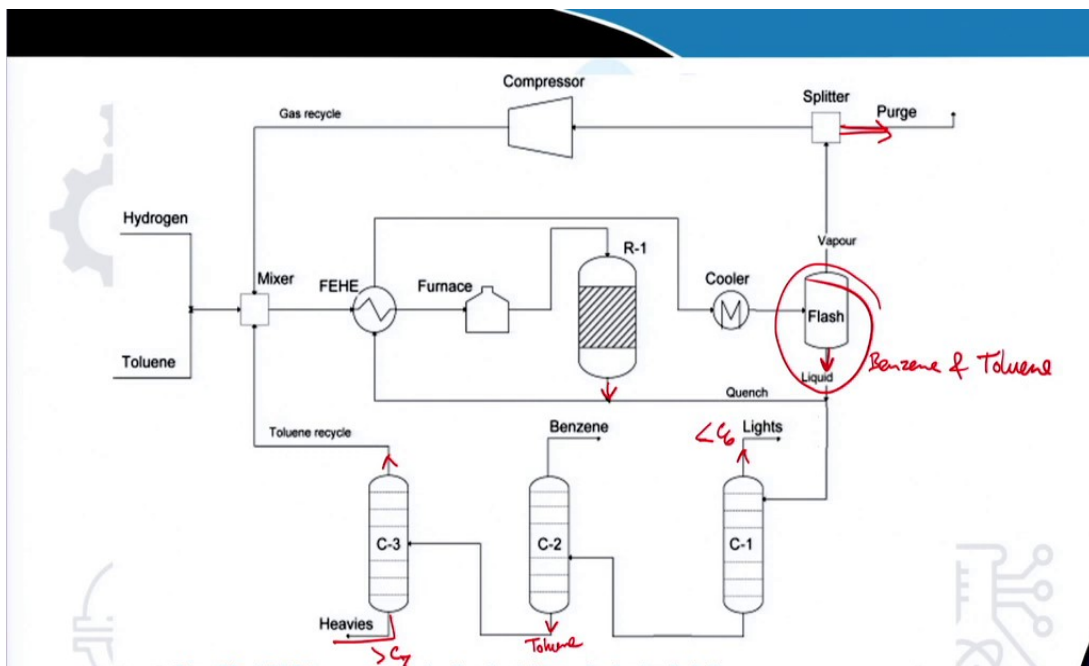 Compressor
Splitter
Gas recycle
Purge
Hydrogen
R-1
Vapour
Mixer
FEHE
Furnace
Cooler
Flash
Toluene
Liquid
Benzene & Toluene
Quench
Toluene recycle
Benzene
<C6
Lights
C-3
C-2
C-1
Heavies
Toluene
>C7